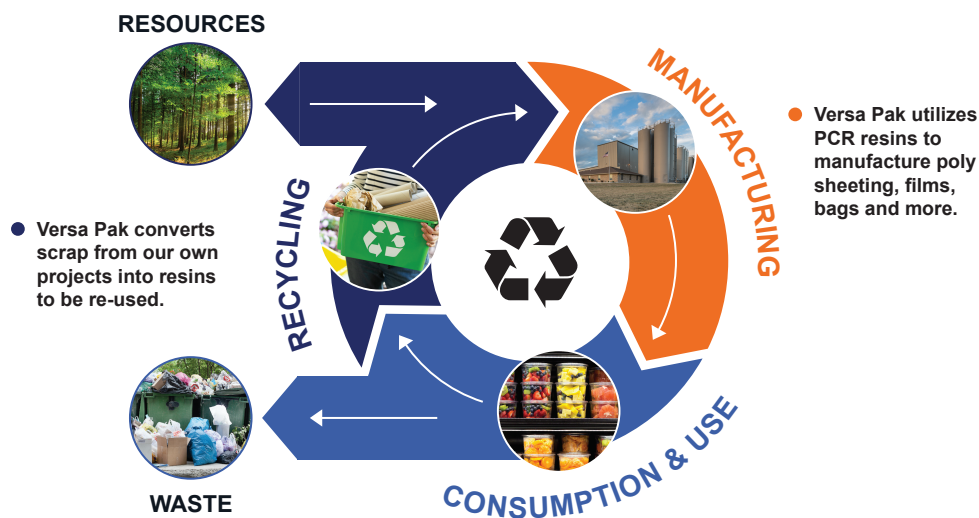 RESOURCES
MANUFACTURING
Versa Pak utilizes
PCR resins to
manufacture poly
sheeting, films,
bags and more.
RECYCLING
Versa Pak converts
scrap from our own
projects into resins
to be re-used.
CONSUMPTION & USE
WASTE